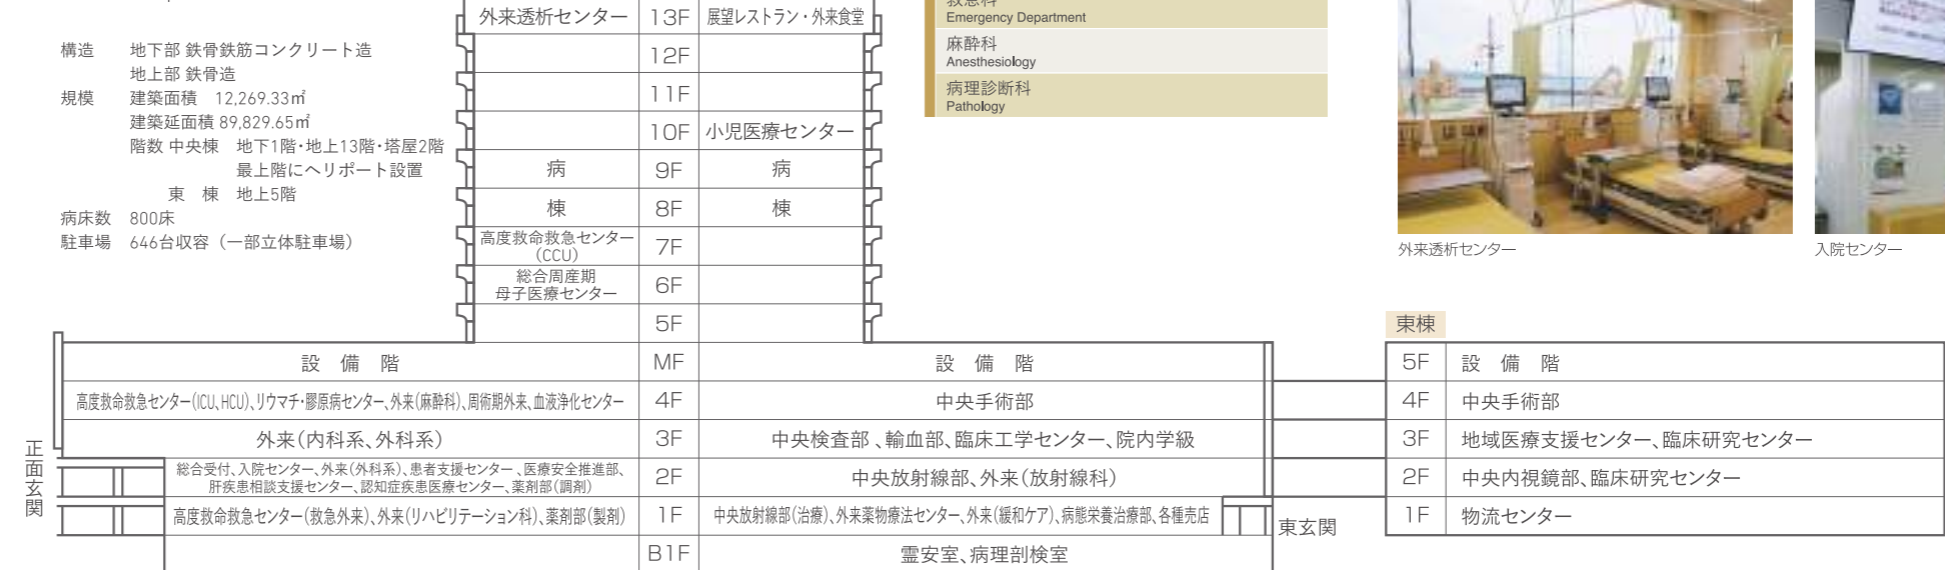 構造 地下部 鉄骨鉄筋コンクリート造
地上部 鉄骨造
規模 建築面積 12,269.33㎡
建築延面積 89,829.65㎡
階数 中央棟 地下1階・地上13階・塔屋2階
最上階にヘリポート設置
東 棟 地上5階
病床数 800床
駐車場 646台収容（一部立体駐車場）
外来透析センター 13F 展望レストラン・外来食堂
12F
11F
10F 小児医療センター
病 9F 病
棟 8F 棟
高度救命救急センター
(CCU)
7F
総合周産期
母子医療センター
6F
5F
設 備 階 MF 設 備 階
高度救命救急センター(ICU、HCU)、リウマチ・膠原病センター、外来(麻酔科)、周術期外来、血液浄化センター 4F 中央手術部
外来（内科系、外科系） 3F 中央検査部、輸血部、臨床工学センター、院内学級
総合受付、入院センター、外来(外科系)、患者支援センター、医療安全推進部、
肝疾患相談支援センター、認知症疾患医療センター、薬剤部(調剤)
2F 中央放射線部、外来（放射線科）
高度救命救急センター(救急外来)、外来(リハビリテーション科)、薬剤部(製剤) 1F 中央放射線部(治療)、外来薬物療法センター、外来(緩和ケア)、病態栄養治療部、各種売店
B1F 霊安室、病理剖検室
正面玄関
東玄関
救急科
Emergency Department
麻酔科
Anesthesiology
病理診断科
Pathology
外来透析センター
入院センター
東棟
5F 設 備 階
4F 中央手術部
3F 地域医療支援センター、臨床研究センター
2F 中央内視鏡部、臨床研究センター
1F 物流センター